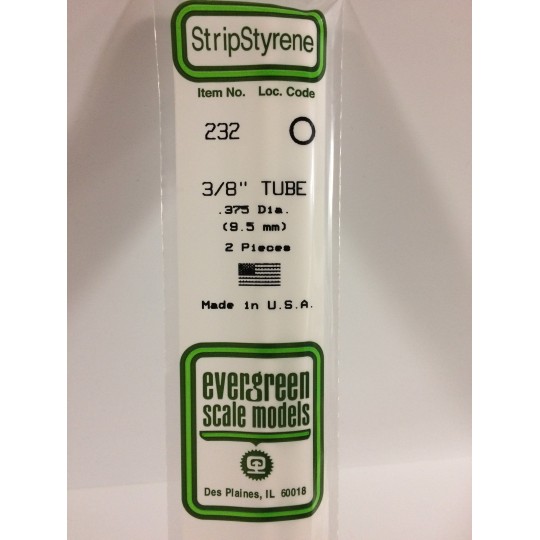 StripStyrene
Item No. Loc. Code
232
3/8" TUBE
.375 Dia.
(9.5 mm)
2 Pieces
Made in U.S.A.
evergreen
scale models
Des Plaines, IL 60018